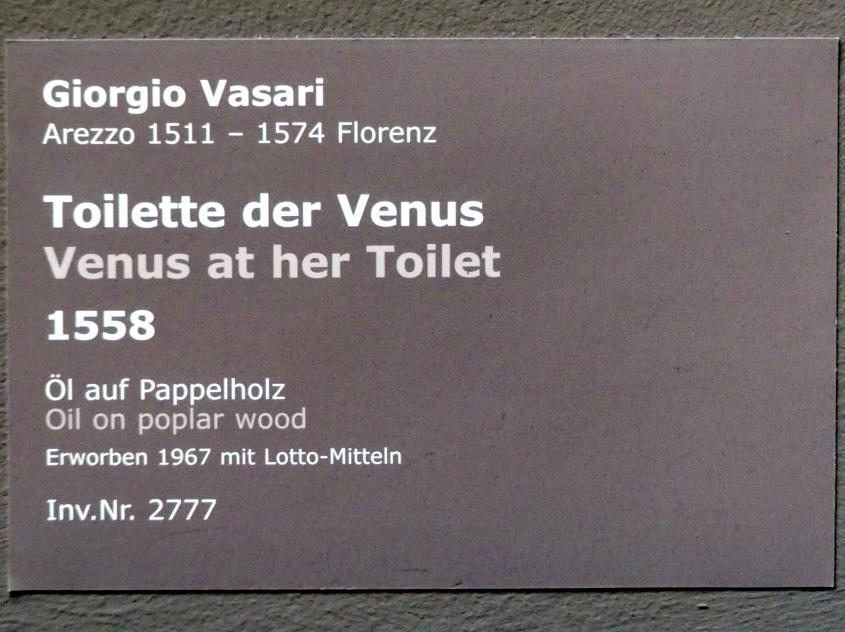 Giorgio Vasari
Arezzo 1511 – 1574 Florenz
Toilette der Venus
Venus at her Toilet
1558
Öl auf Pappelholz
Oil on poplar wood
Erworben 1967 mit Lotto-Mitteln
Inv.Nr. 2777